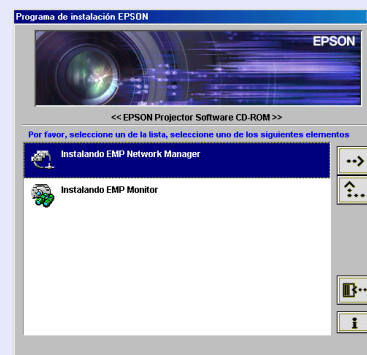 Programa de instalación EPSON
EPSON
<< EPSON Projector Software CD-ROM >>
Por favor, seleccione un de la lista, seleccione uno de los siguientes elementos
Instalando EMP Network Manager
Instalando EMP Monitor